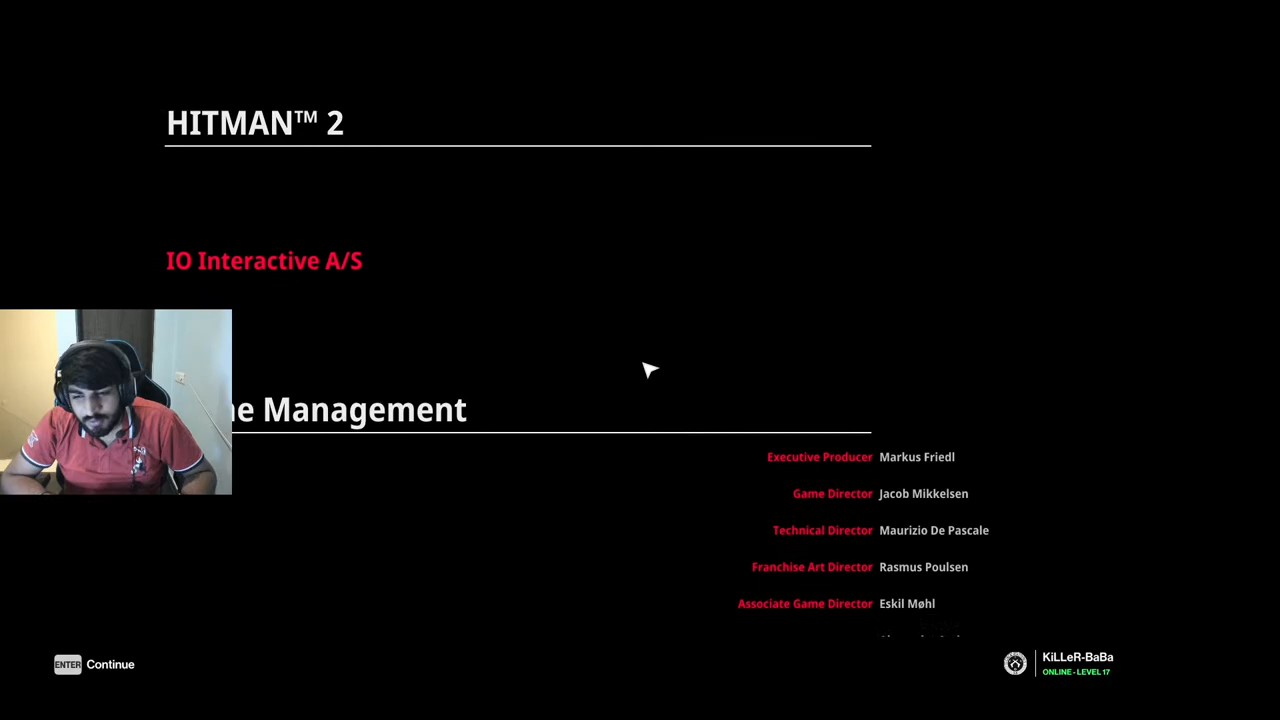 HITMAN™ 2
IO Interactive A/S
Management
Executive Producer Markus Friedl
Game Director Jacob Mikkelsen
Technical Director Maurizio De Pascale
Franchise Art Director Rasmus Poulsen
Associate Game Director Eskil Møhl
ENTER Continue
KiLLeR-BaBa
ONLINE - LEVEL 17